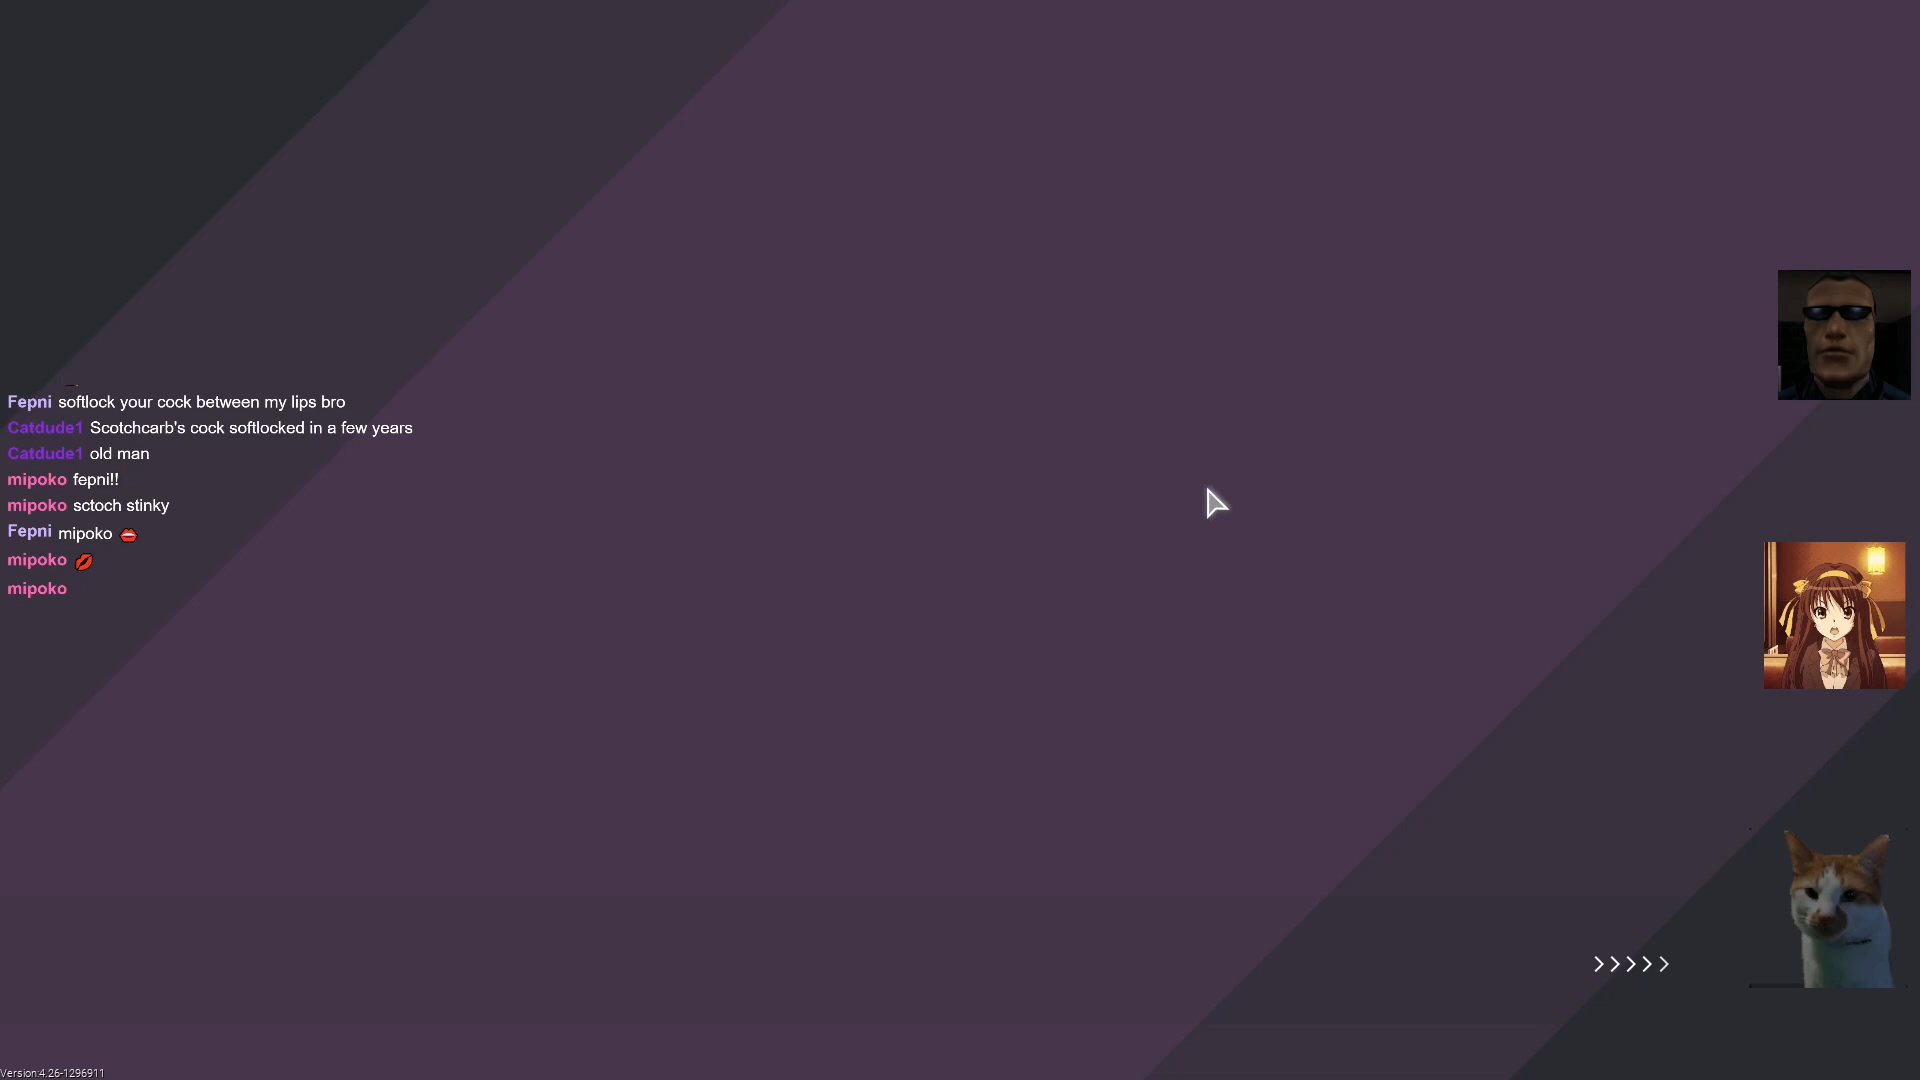 Fepni softlock your cock between my lips bro
Catdude1 Scotchcarb's cock softlocked in a few years
Catdude1 old man
mipoko fepni!!
mipoko sctoch stinky
Fepni mipoko 👄
mipoko 💋
mipoko
>>>>>
Version:4.26-1296911